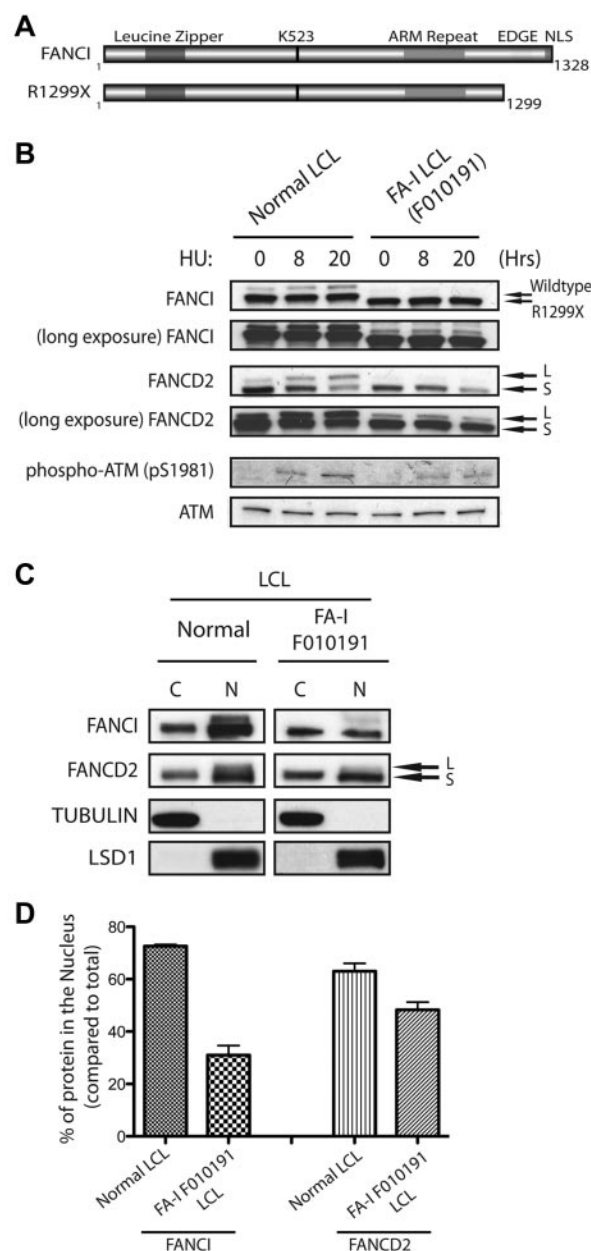 A
Leucine Zipper K523 ARM Repeat EDGE NLS
FANCI
1 1328
R1299X
1 1299
B
Normal LCL
FA-I LCL
(F010191)
HU: 0 8 20 0 8 20 (Hrs)
FANCI
Wildtype
R1299X
(long exposure) FANCI
FANCD2
L
S
(long exposure) FANCD2
L
S
phospho-ATM (pS1981)
ATM
C
LCL
Normal
FA-I
F010191
C N C N
FANCI
FANCD2
L
S
TUBULIN
LSD1
D
% of protein in the Nucleus
(compared to total)
80
60
40
20
0
Normal LCL
FA-I F010191
LCL
Normal LCL
FA-I F010191
LCL
FANCI
FANCD2